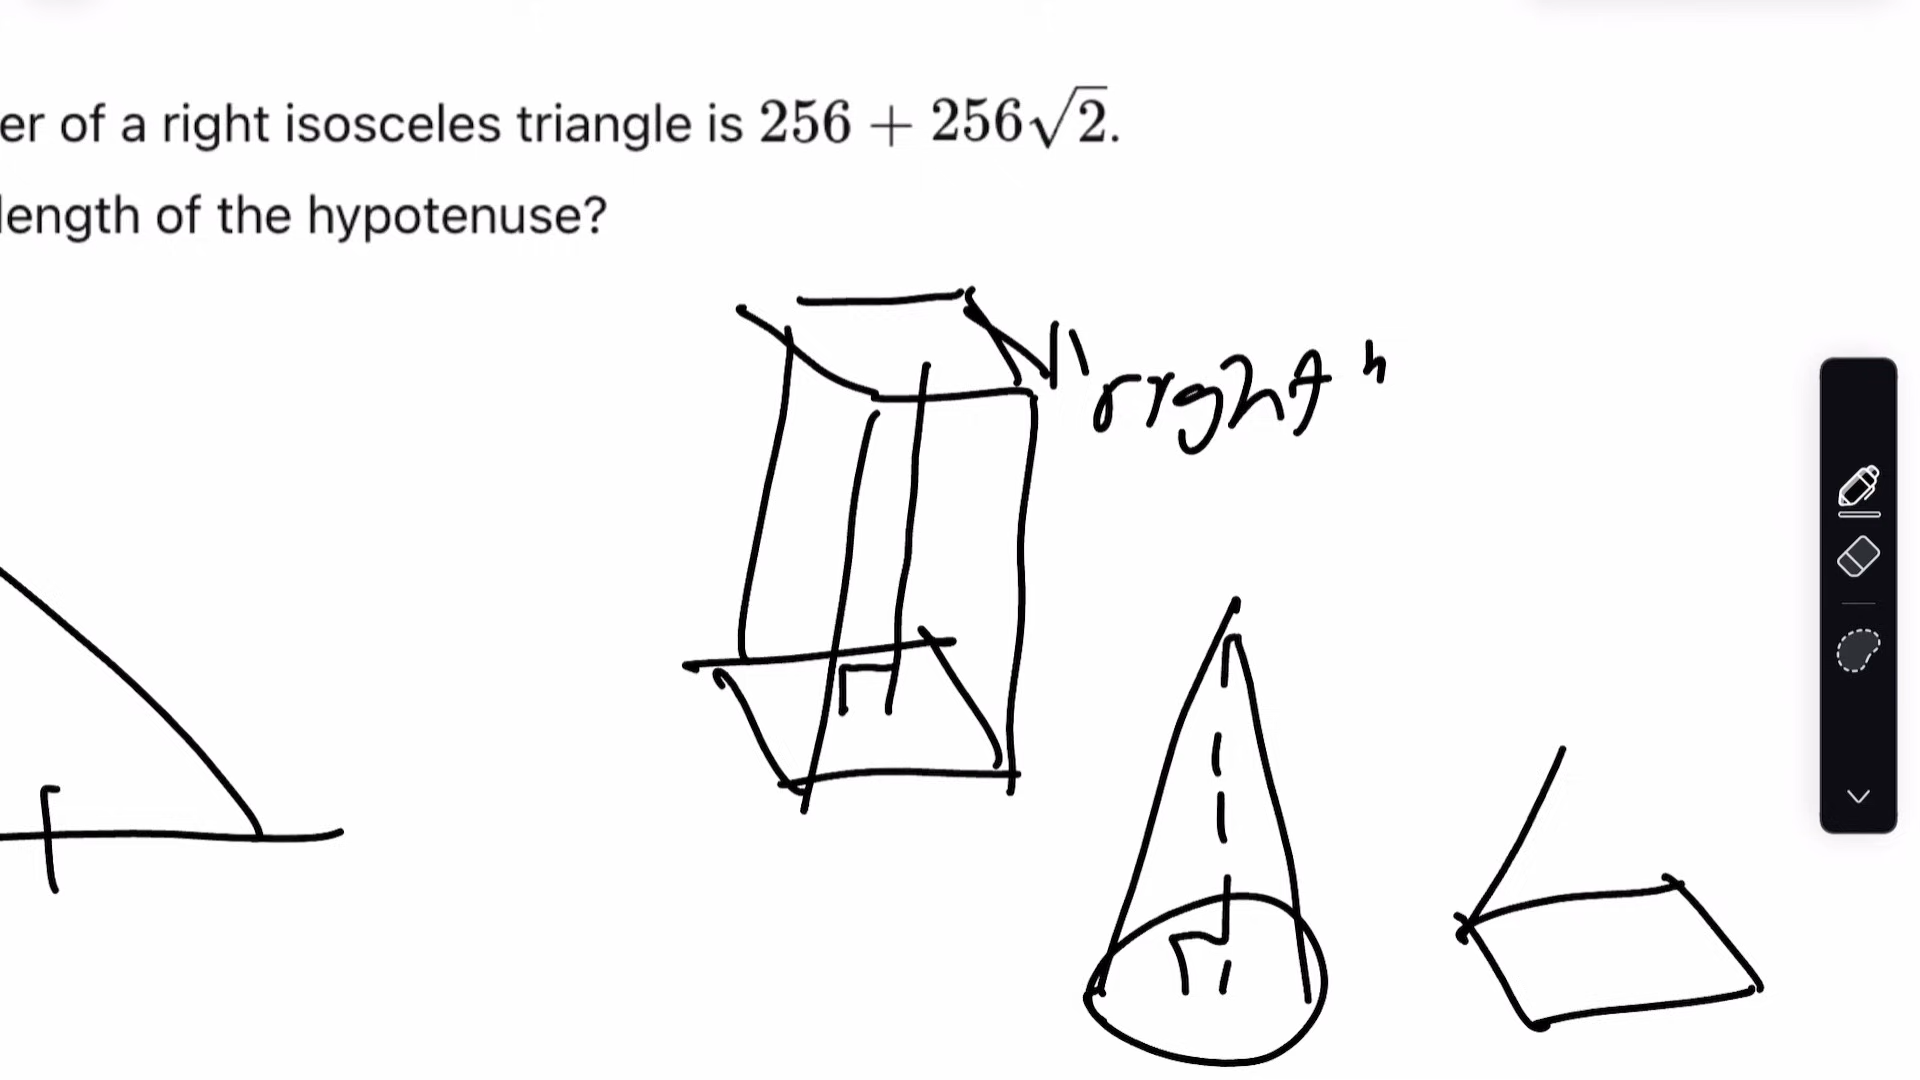 er of a right isosceles triangle is 256 + 256√2.
length of the hypotenuse?
"right"